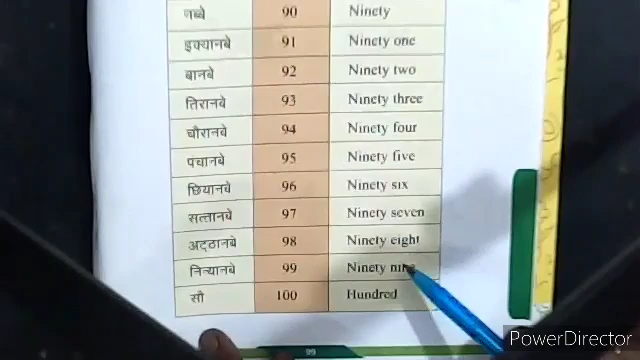 नब्बे 90 Ninety
इक्यानबे 91 Ninety one
बानबे 92 Ninety two
तिरानबे 93 Ninety three
चौरानबे 94 Ninety four
पचानबे 95 Ninety five
छियानबे 96 Ninety six
सत्तानबे 97 Ninety seven
अट्ठानबे 98 Ninety eight
निन्यानबे 99 Ninety nine
सौ 100 Hundred
99
PowerDirector